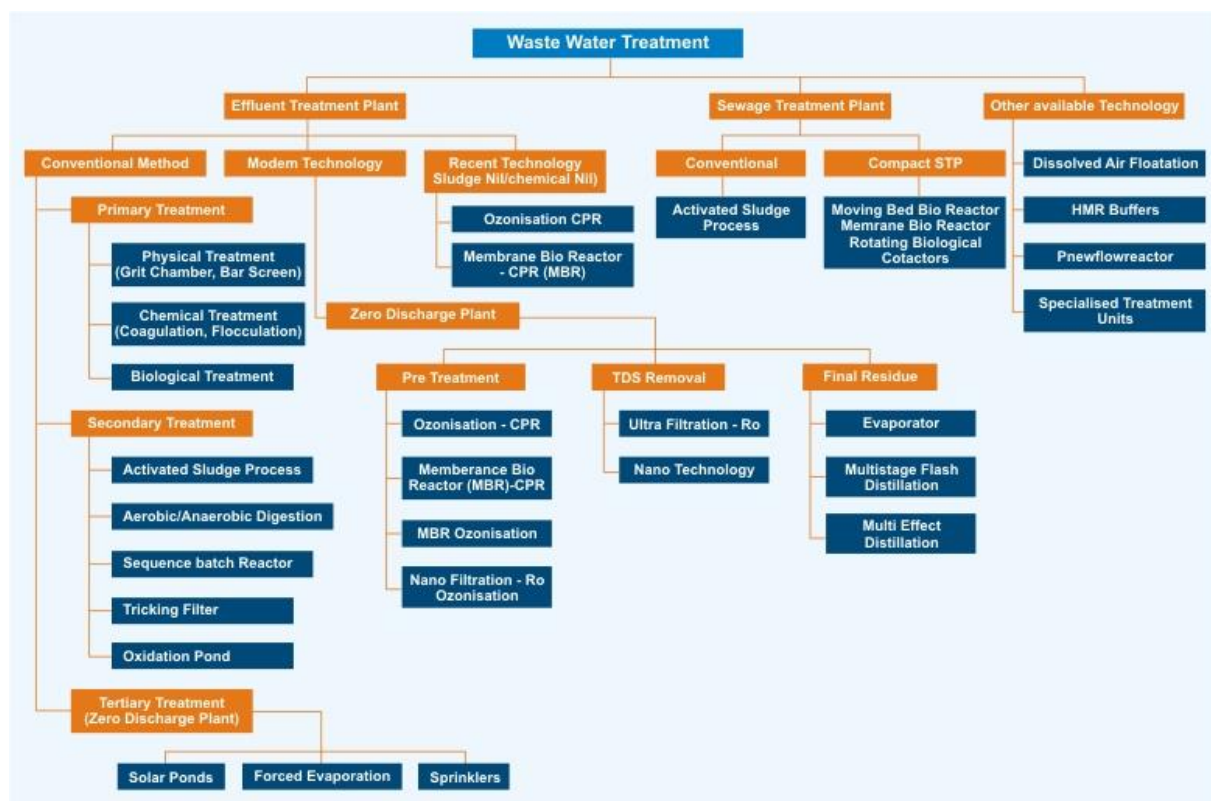 Waste Water Treatment
Effluent Treatment Plant
Sewage Treatment Plant
Other available Technology
Conventional Method
Modem Technology
Recent Technology
Sludge Nil/chemical Nil)
Conventional
Compact STP
Dissolved Air Floatation
Primary Treatment
Ozonisation CPR
Activated Sludge
Process
Moving Bed Bio Reactor
Memrane Bio Reactor
Rotating Biological
Cotactors
HMR Buffers
Physical Treatment
(Grit Chamber, Bar Screen)
Membrane Bio Reactor
- CPR (MBR)
Pnewflowreactor
Chemical Treatment
(Coagulation, Flocculation)
Zero Discharge Plant
Specialised Treatment
Units
Biological Treatment
Pre Treatment
TDS Removal
Final Residue
Secondary Treatment
Ozonisation - CPR
Ultra Filtration - Ro
Evaporator
Activated Sludge Process
Memberance Bio
Reactor (MBR)-CPR
Nano Technology
Multistage Flash
Distillation
Aerobic/Anaerobic Digestion
MBR Ozonisation
Multi Effect
Distillation
Sequence batch Reactor
Nano Filtration - Ro
Ozonisation
Tricking Filter
Oxidation Pond
Tertiary Treatment
(Zero Discharge Plant)
Solar Ponds
Forced Evaporation
Sprinklers